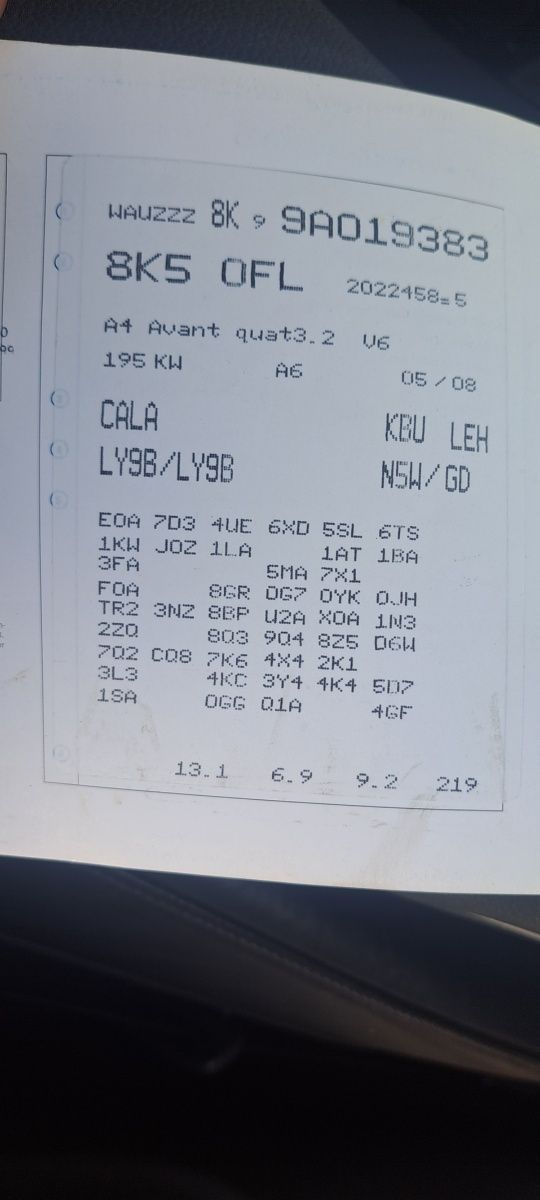 WAUZZZ 8K 9 9A019383
8K5 0FL 2022458=5
A4 Avant quat3.2 V6
195 KW A6 05/08
CALA KBU LEH
LY9B/LY9B N5W/GD
E0A 7D3 4UE 6XD 5SL 6TS
1KW J0Z 1LA 1AT 1BA
3FA 5MA 7X1
F0A 8GR 0G7 0YK 0JH
TR2 3NZ 8BP U2A X0A 1N3
2ZQ 8Q3 9Q4 8Z5 D6W
7Q2 CQ8 7K6 4X4 2K1
3L3 4KC 3Y4 4K4 5D7
1SA 0GG Q1A 4GF
13.1 6.9 9.2 219